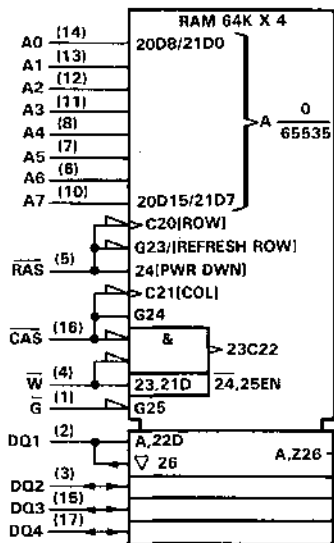 RAM 64K X 4
A0 (14) 20D8/21D0
A1 (13)
A2 (12)
A3 (11)
A4 (8)
A5 (7)
A6 (6)
A7 (10) 20D15/21D7
A 0
65535
C20[ROW]
G23/[REFRESH ROW]
RAS (5) 24[PWR DWN]
C21[COL]
G24
CAS (16) & 23C22
W (4) 23,21D 24,25EN
G (1) G25
DQ1 (2) A,22D
26 A,Z26
DQ2 (3)
DQ3 (15)
DQ4 (17)